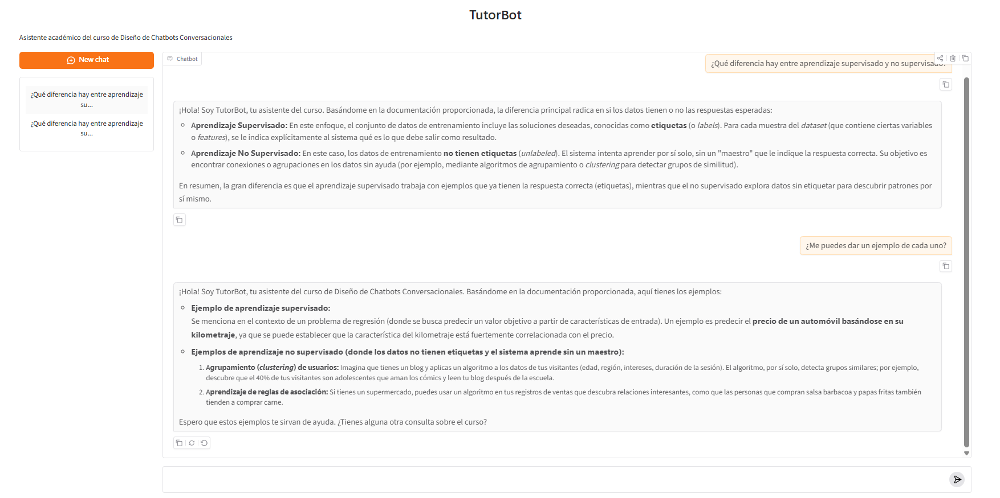 TutorBot
Asistente académico del curso de Diseño de Chatbots Conversacionales
New chat
¿Qué diferencia hay entre aprendizaje
su...
¿Qué diferencia hay entre aprendizaje
su...
Chatbot
¿Qué diferencia hay entre aprendizaje supervisado y no supervisado?
¡Hola! Soy TutorBot, tu asistente del curso. Basándome en la documentación proporcionada, la diferencia principal radica en si los datos tienen o no las respuestas esperadas:
Aprendizaje Supervisado: En este enfoque, el conjunto de datos de entrenamiento incluye las soluciones deseadas, conocidas como etiquetas (o labels). Para cada muestra del dataset (que contiene ciertas variables
o features), se le indica explícitamente al sistema qué es lo que debe salir como resultado.
Aprendizaje No Supervisado: En este caso, los datos de entrenamiento no tienen etiquetas (unlabeled). El sistema intenta aprender por sí solo, sin un "maestro" que le indique la respuesta correcta. Su objetivo es
encontrar conexiones o agrupaciones en los datos sin ayuda (por ejemplo, mediante algoritmos de agrupamiento o clustering para detectar grupos de similitud).
En resumen, la gran diferencia es que el aprendizaje supervisado trabaja con ejemplos que ya tienen la respuesta correcta (etiquetas), mientras que el no supervisado explora datos sin etiquetar para descubrir patrones por
sí mismo.
¿Me puedes dar un ejemplo de cada uno?
¡Hola! Soy TutorBot, tu asistente del curso de Diseño de Chatbots Conversacionales. Basándome en la documentación proporcionada, aquí tienes los ejemplos:
Ejemplo de aprendizaje supervisado:
Se menciona en el contexto de un problema de regresión (donde se busca predecir un valor objetivo a partir de características de entrada). Un ejemplo es predecir el precio de un automóvil basándose en su
kilometraje, ya que se puede establecer que la característica del kilometraje está fuertemente correlacionada con el precio.
Ejemplos de aprendizaje no supervisado (donde los datos no tienen etiquetas y el sistema aprende sin un maestro):
1. Agrupamiento (clustering) de usuarios: Imagina que tienes un blog y aplicas un algoritmo a los datos de tus visitantes (edad, región, intereses, duración de la sesión). El algoritmo, por sí solo, detecta grupos similares; por ejemplo,
descubre que el 40% de tus visitantes son adolescentes que aman los cómics y leen tu blog después de la escuela.
2. Aprendizaje de reglas de asociación: Si tienes un supermercado, puedes usar un algoritmo en tus registros de ventas que descubra relaciones interesantes, como que las personas que compran salsa barbacoa y papas fritas también
tienden a comprar carne.
Espero que estos ejemplos te sirvan de ayuda. ¿Tienes alguna otra consulta sobre el curso?